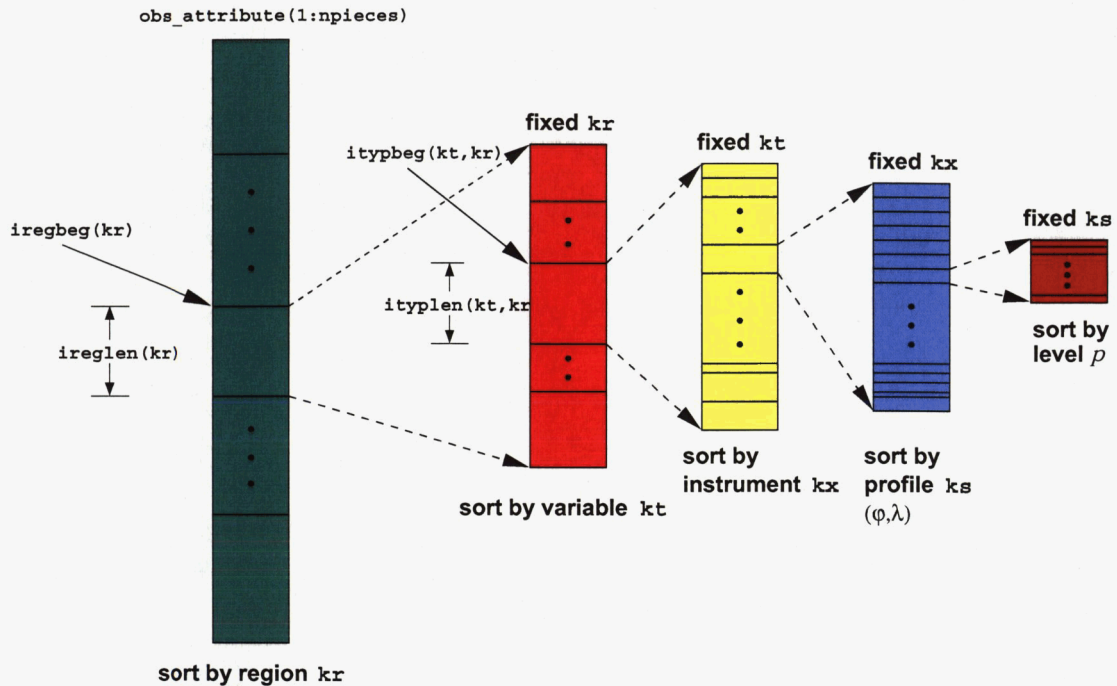 obs_attribute(1:npieces)
iregbeg(kr)
ireglen(kr)
sort by region kr
fixed kr
itypbeg(kt,kr)
ityplen(kt,kr
sort by variable kt
fixed kt
sort by
instrument kx
fixed kx
sort by
profile ks
(φ,λ)
fixed ks
sort by
level p